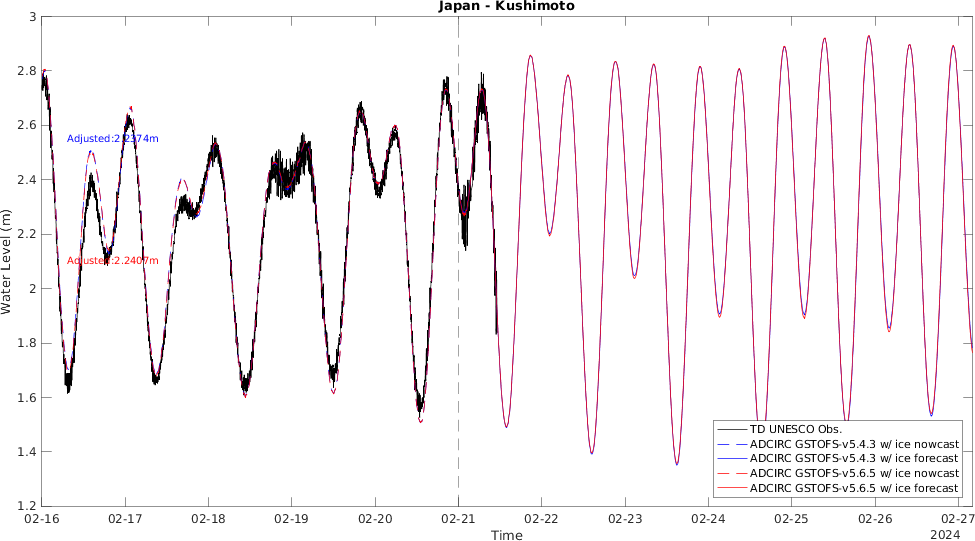 Japan - Kushimoto
Water Level (m)
3
2.8
2.6
2.4
2.2
2
1.8
1.6
1.4
1.2
Adjusted:2.2374m
Adjusted:2.2407m
TD UNESCO Obs.
ADCIRC GSTOFS-v5.4.3 w/ ice nowcast
ADCIRC GSTOFS-v5.4.3 w/ ice forecast
ADCIRC GSTOFS-v5.6.5 w/ ice nowcast
ADCIRC GSTOFS-v5.6.5 w/ ice forecast
02-16 02-17 02-18 02-19 02-20 02-21 02-22 02-23 02-24 02-25 02-26 02-27
Time
2024